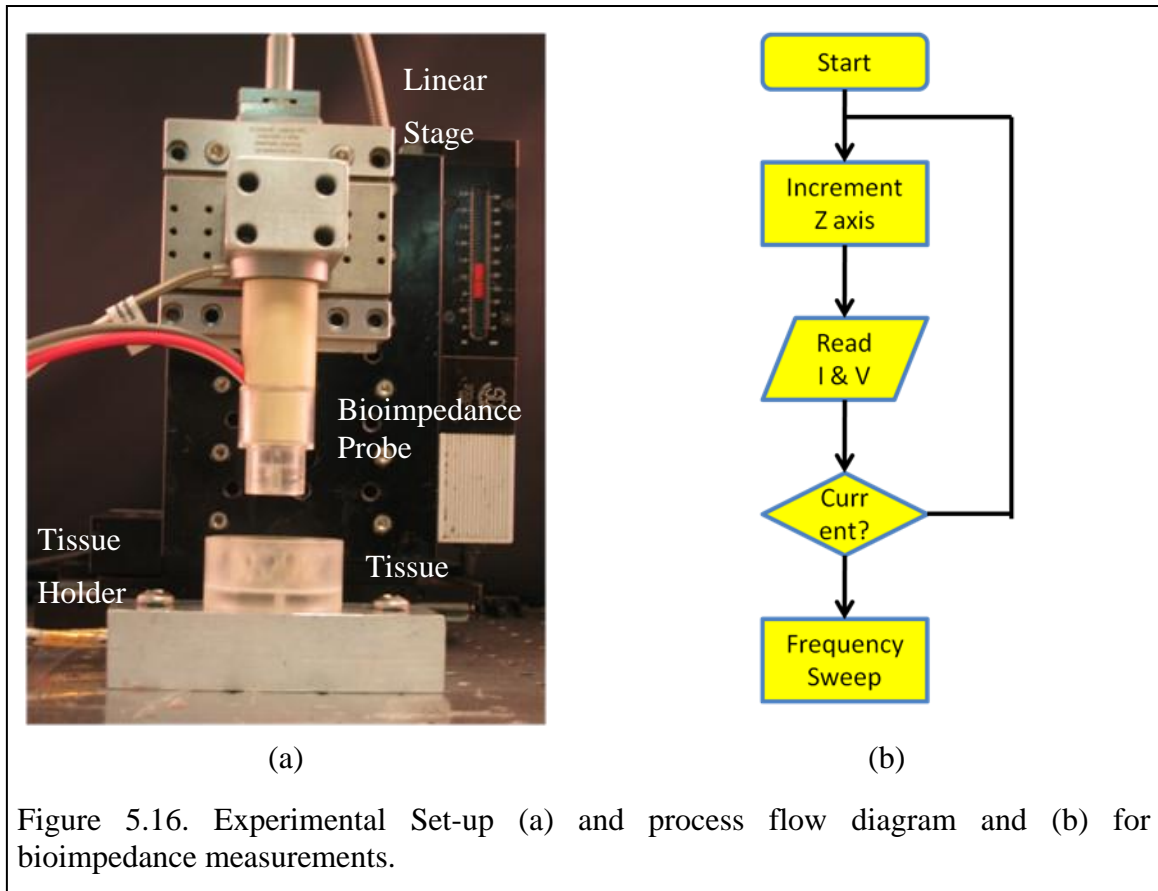 Linear
Stage
Bioimpedance
Probe
Tissue
Holder
Tissue
(a)
Start
Increment
Z axis
Read
I & V
Curr
ent?
Frequency
Sweep
(b)
Figure 5.16. Experimental Set-up (a) and process flow diagram and (b) for
bioimpedance measurements.